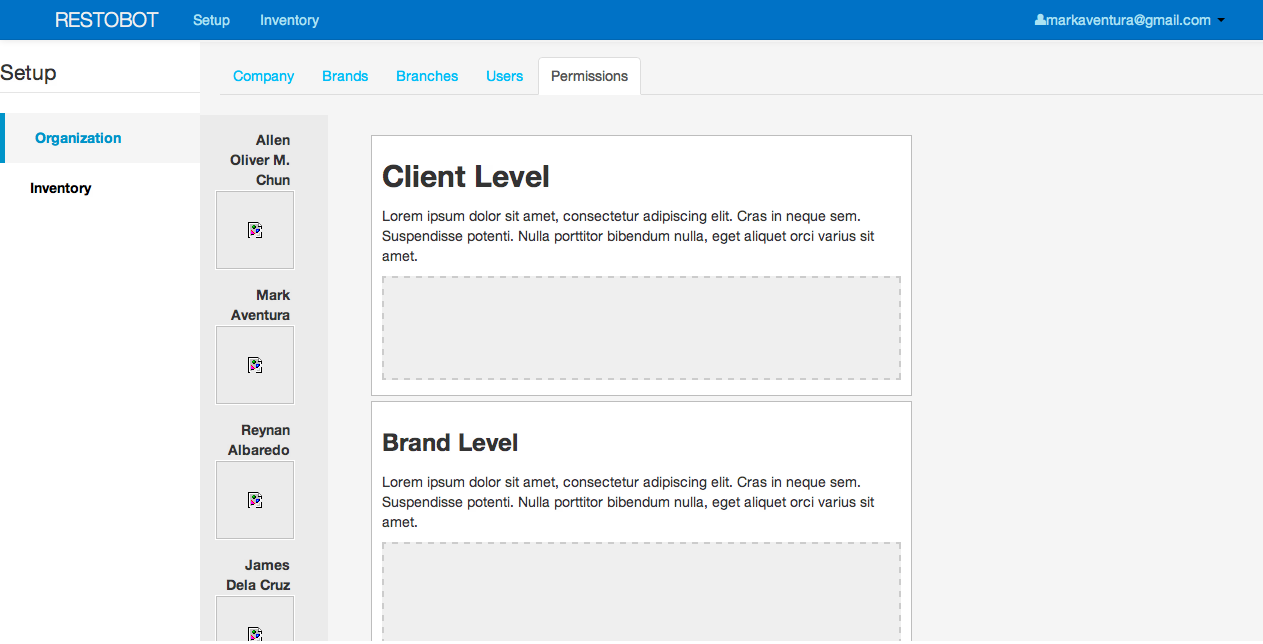 RESTOBOT Setup Inventory markaventura@gmail.com
Setup
Organization
Inventory
Company Brands Branches Users Permissions
Allen
Oliver M.
Chun
Mark
Aventura
Reynan
Albaredo
James
Dela Cruz
Client Level
Lorem ipsum dolor sit amet, consectetur adipiscing elit. Cras in neque sem.
Suspendisse potenti. Nulla porttitor bibendum nulla, eget aliquet orci varius sit
amet.
Brand Level
Lorem ipsum dolor sit amet, consectetur adipiscing elit. Cras in neque sem.
Suspendisse potenti. Nulla porttitor bibendum nulla, eget aliquet orci varius sit
amet.